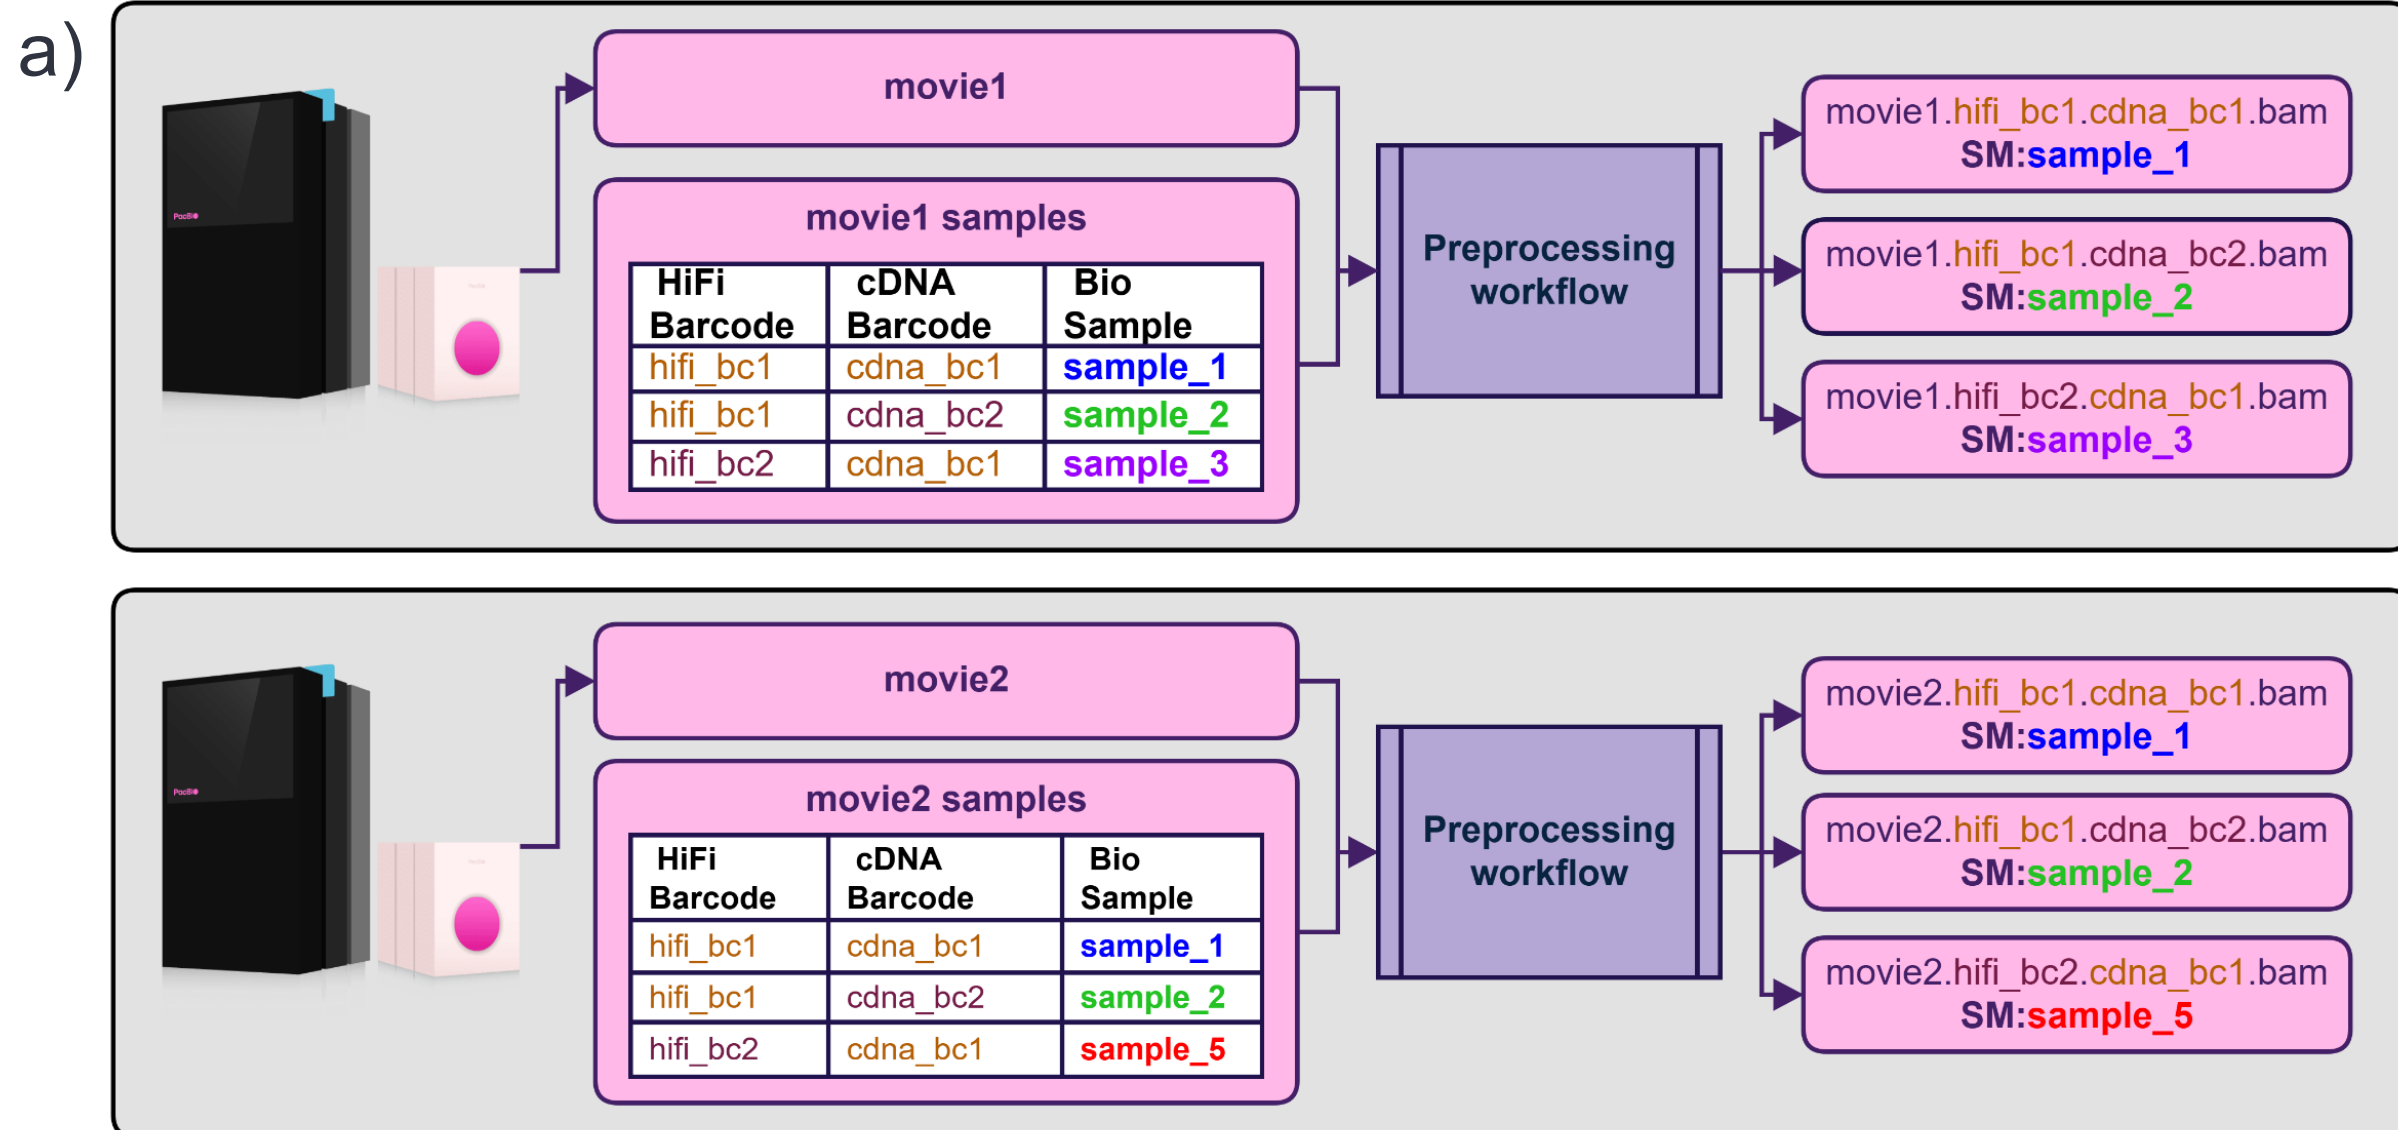 a)
movie1
movie1 samples
HiFi Barcode cDNA Barcode Bio Sample
hifi_bc1 cdna_bc1 sample_1
hifi_bc1 cdna_bc2 sample_2
hifi_bc2 cdna_bc1 sample_3
Preprocessing
workflow
movie1.hifi_bc1.cdna_bc1.bam
SM:sample_1
movie1.hifi_bc1.cdna_bc2.bam
SM:sample_2
movie1.hifi_bc2.cdna_bc1.bam
SM:sample_3
PacBio
movie2
movie2 samples
HiFi Barcode cDNA Barcode Bio Sample
hifi_bc1 cdna_bc1 sample_1
hifi_bc1 cdna_bc2 sample_2
hifi_bc2 cdna_bc1 sample_5
Preprocessing
workflow
movie2.hifi_bc1.cdna_bc1.bam
SM:sample_1
movie2.hifi_bc1.cdna_bc2.bam
SM:sample_2
movie2.hifi_bc2.cdna_bc1.bam
SM:sample_5
PacBio